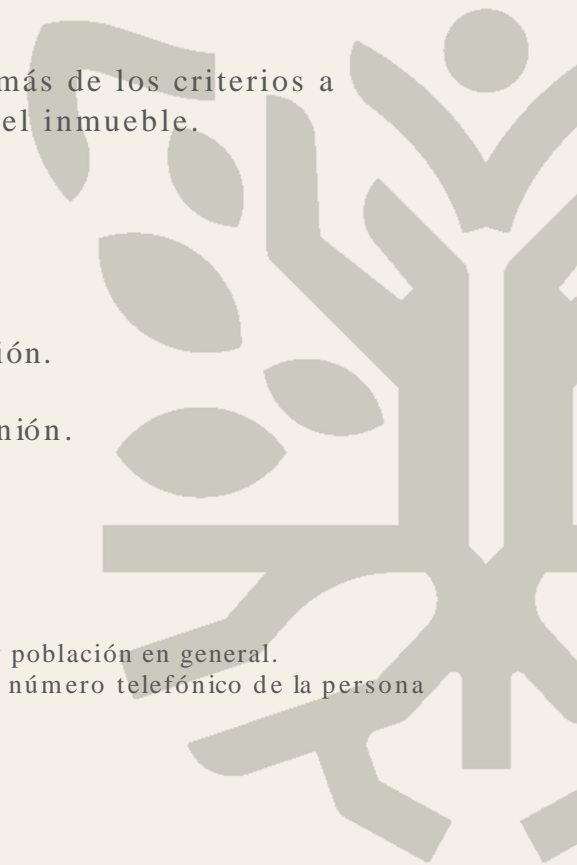 más de los criterios a
el inmueble.
ión.
nión.
población en general.
número telefónico de la persona